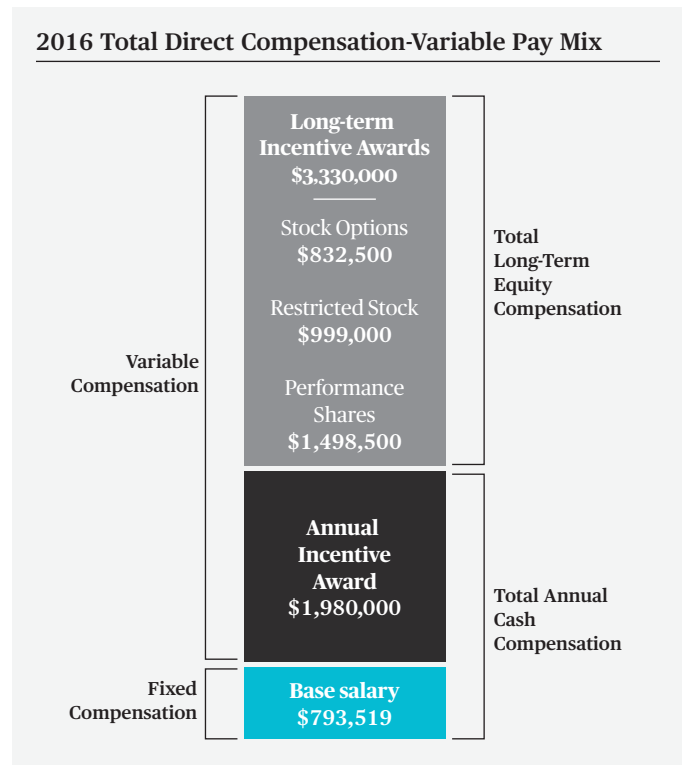 2016 Total Direct Compensation-Variable Pay Mix
Long-term
Incentive Awards
$3,330,000
Stock Options
$832,500
Restricted Stock
$999,000
Performance
Shares
$1,498,500
Total
Long-Term
Equity
Compensation
Variable
Compensation
Annual
Incentive
Award
$1,980,000
Total Annual
Cash
Compensation
Fixed
Compensation
Base salary
$793,519